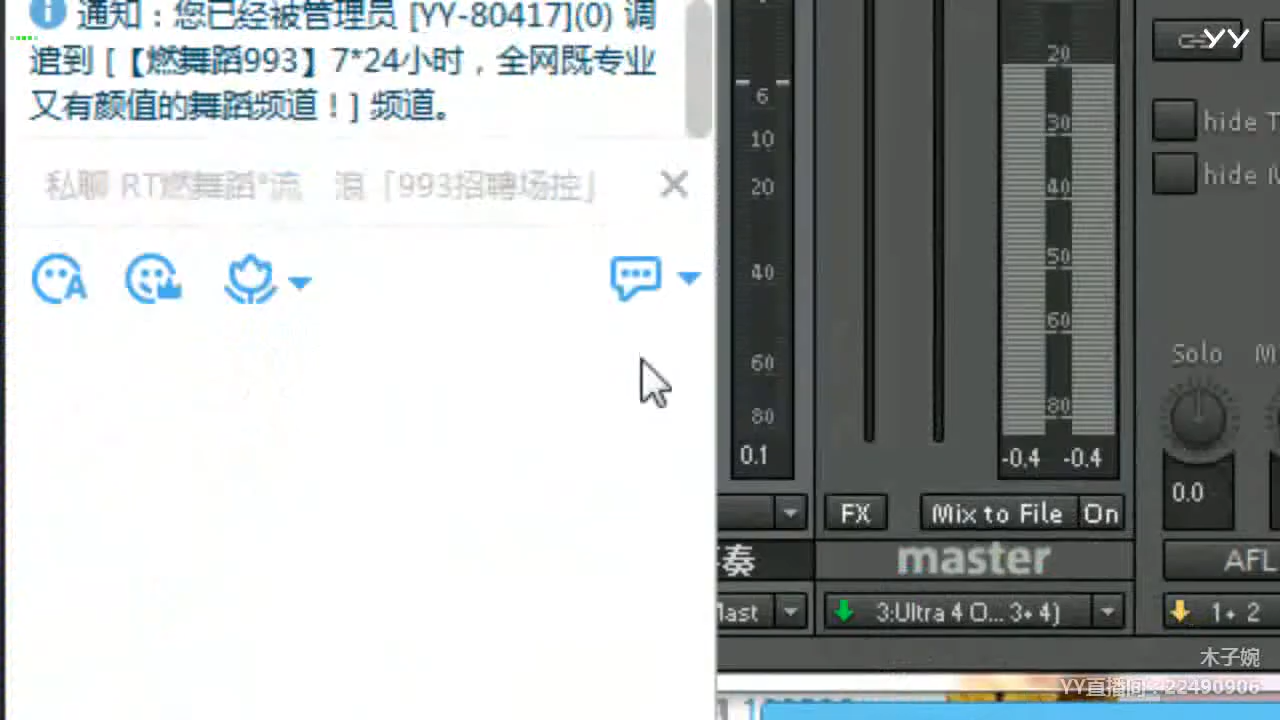 通知：您已经被管理员 [YY-80417](0) 调
追到 [【燃舞蹈993】7*24小时，全网既专业
又有颜值的舞蹈频道！] 频道。
私聊 RT燃舞蹈*流 浪「993招聘场控」
6
10
20
40
60
80
0.1
20
30
40
50
60
80
-0.4 -0.4
YY
hide
hide
Solo
0.0
FX
Mix to File On
奏
master
AFL
3:Ultra 4 O... 3+ 4)
1+ 2
木子婉
YY直播间：22490906